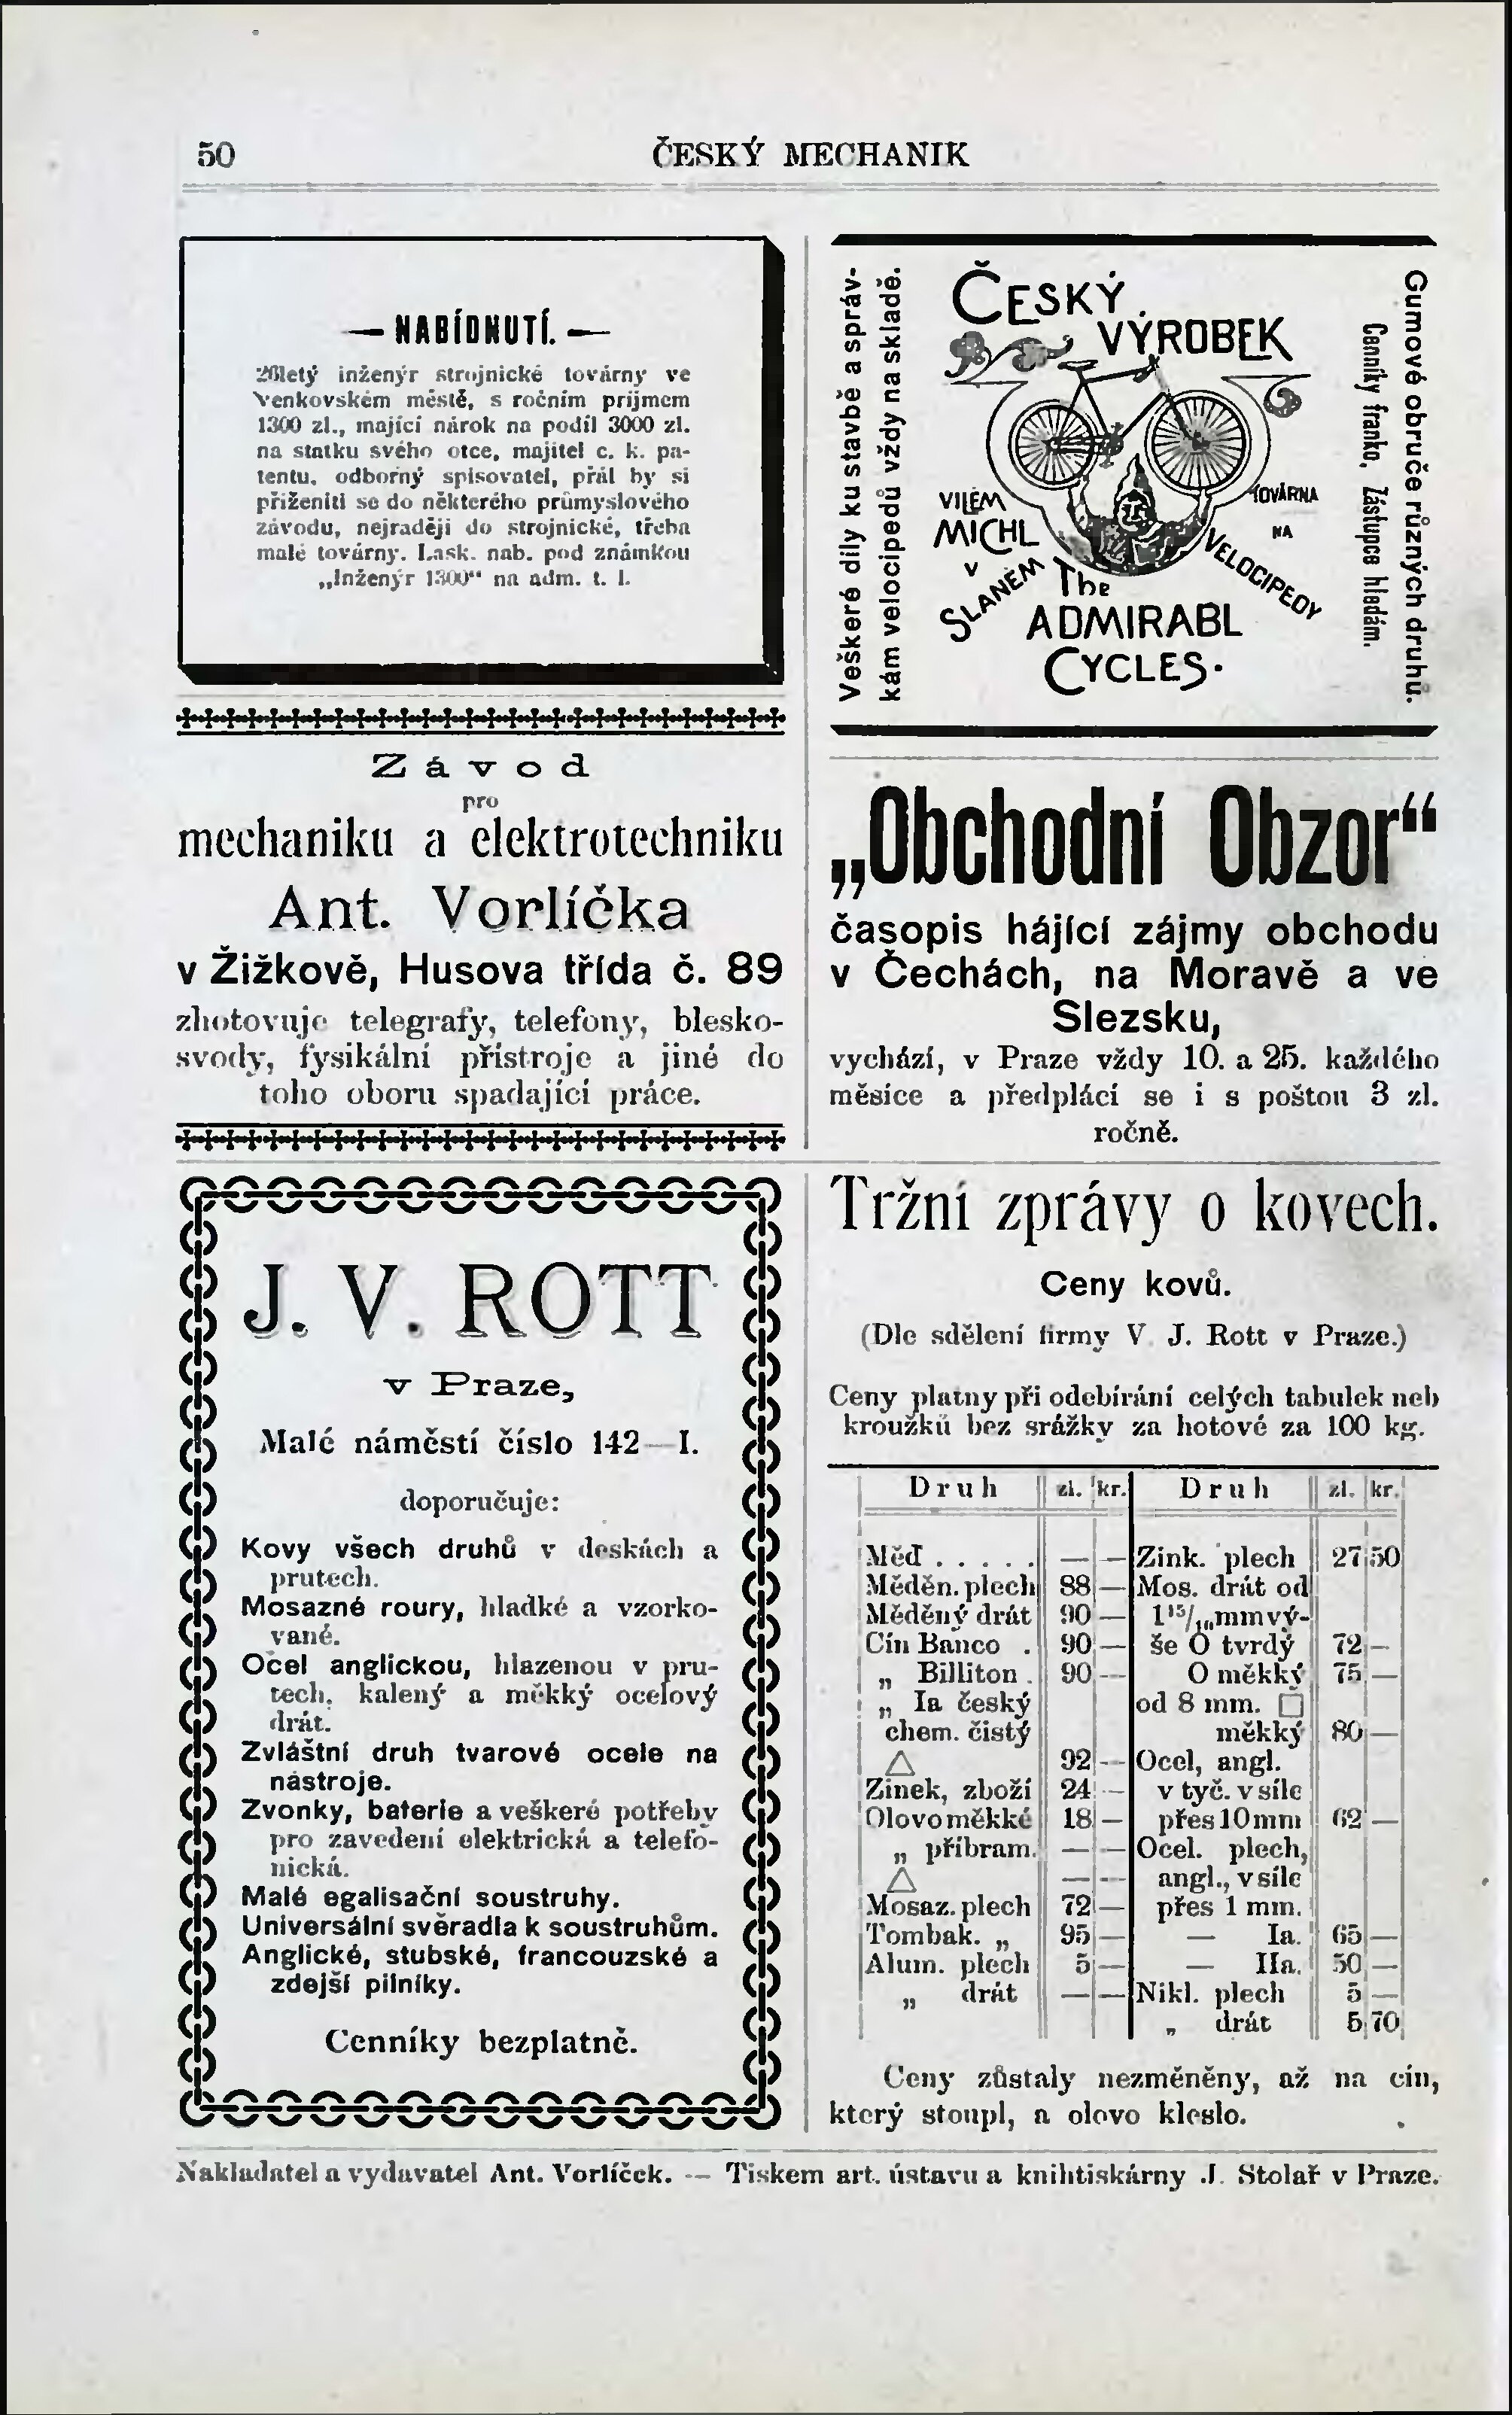 50
ČESKÝ MECHANIK
— NABÍDNUTÍ. —
26letý inženýr strojnické továrny ve
Venkovském městě, s ročním príjmem
1300 zl., mající nárok na podíl 3000 zl.
na statku svého otce, majitel c. k. pa-
tentu, odborný spisovatel, přál by si
přiženiti se do některého průmyslového
závodu, nejraději do strojnické, třeba
malé továrny. Lask. nab. pod známkou
„Inženýr 1300“ na adm. t. l.
Závod
pro
mechaniku a elektrotechniku
Ant. Vorlíčka
v Žižkově, Husova třída č. 89
zhotovuje telegrafy, telefony, blesko-
svody, fysikální přístroje a jiné do
toho oboru spadající práce.
J. V. ROTT
v Praze,
Malé náměstí číslo 142—I.
doporučuje:
Kovy všech druhů v deskách a
prutech.
Mosazné roury, hladké a vzorko-
vané.
Ocel anglickou, hlazenou v pru-
tech, kalený a měkký ocelový
drát.
Zvláštní druh tvarové ocele na
nástroje.
Zvonky, baterie a veškeré potřeby
pro zavedení elektrická a telefo-
nická.
Malé egalisační soustruhy.
Universální svěradla k soustruhům.
Anglické, stubské, francouzské a
zdejší pilníky.
Cenníky bezplatně.
Veškeré díly ku stavbě a správ-
kám velocipedů vždy na skladě.
ČESKÝ
VÝROBEK
VILÉM
MICHL
V
SLANÉM
TOVÁRNA
NA
VELOCIPEDY
The
ADMIRABL
CYCLES.
Gumové obruče různých druhů.
Cenníky franko, Zástupce hledám.
„Obchodní Obzor“
časopis hájící zájmy obchodu
v Čechách, na Moravě a ve
Slezsku,
vychází, v Praze vždy 10. a 25. každého
měsíce a předplácí se i s poštou 3 zl.
ročně.
Tržní zprávy o kovech.
Ceny kovů.
(Dle sdělení firmy V. J. Rott v Praze.)
Ceny platny při odebírání celých tabulek neb
kroužků bez srážky za hotové za 100 kg.
Druh zl. kr. Druh zl. kr.
Měď . . . . . — — Zink. plech 27 50
Měděn. plech 88 — Mos. drát od
Měděný drát 90 — 1¹⁵/₁₀ mm vý-
Cín Banco . 90 — še O tvrdý 72 —
„ Billiton . 90 — O měkký 75 —
„ Ia český od 8 mm. □
chem. čistý měkký 80 —
△ 92 — Ocel, angl.
Zinek, zboží 24 — v tyč. v síle
Olovo měkké 18 — přes 10 mm 62 —
„ příbram. — — Ocel. plech,
△ — — angl., v síle
Mosaz. plech 72 — přes 1 mm.
Tombak. „ 95 — — Ia. 65 —
Alum. plech 5 — — IIa. 50 —
„ drát — — Nikl. plech 5 —
„ drát 5 70
Ceny zůstaly nezměněny, až na cín,
který stoupl, a olovo kleslo.
Nakladatel a vydavatel Ant. Vorlíček. — Tiskem art. ústavu a knihtiskárny J. Stolař v Praze.